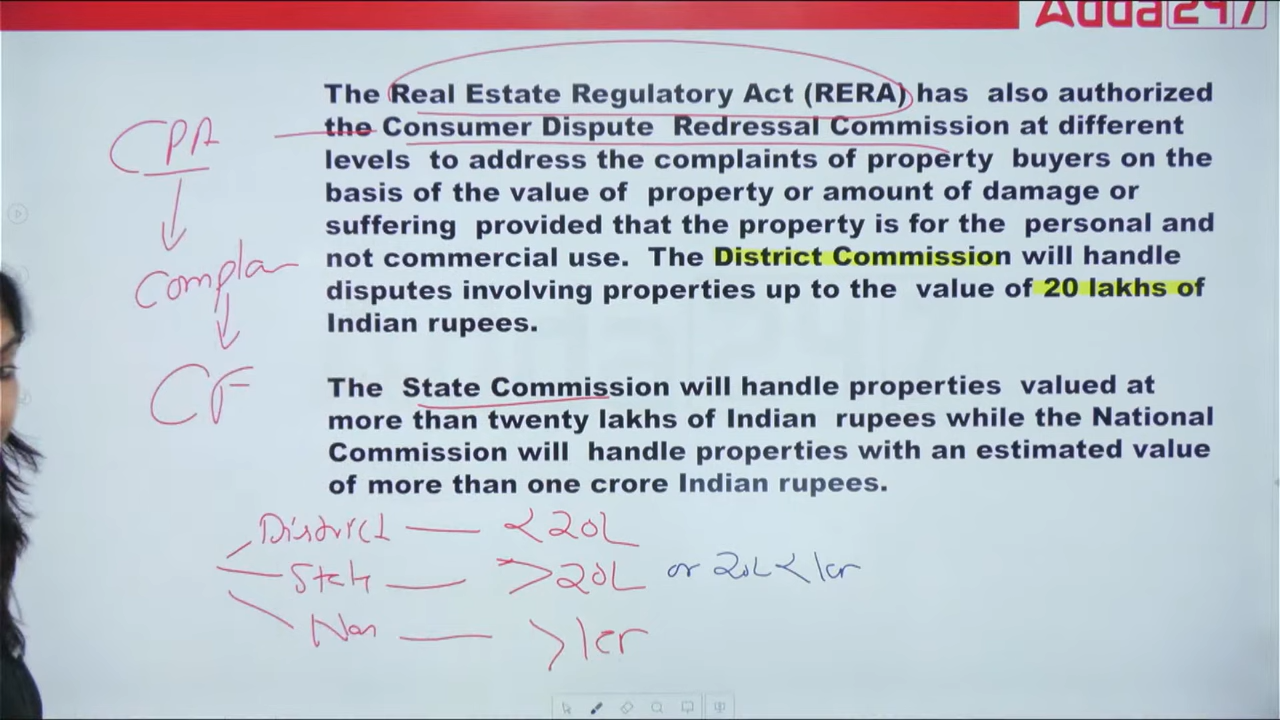 Adda247
The Real Estate Regulatory Act (RERA) has also authorized
the Consumer Dispute Redressal Commission at different
levels to address the complaints of property buyers on the
basis of the value of property or amount of damage or
suffering provided that the property is for the personal and
not commercial use. The District Commission will handle
disputes involving properties up to the value of 20 lakhs of
Indian rupees.
The State Commission will handle properties valued at
more than twenty lakhs of Indian rupees while the National
Commission will handle properties with an estimated value
of more than one crore Indian rupees.
CPA
Compla
CF
District — <20L
State — >20L or 20L<1cr
Nan — >1cr